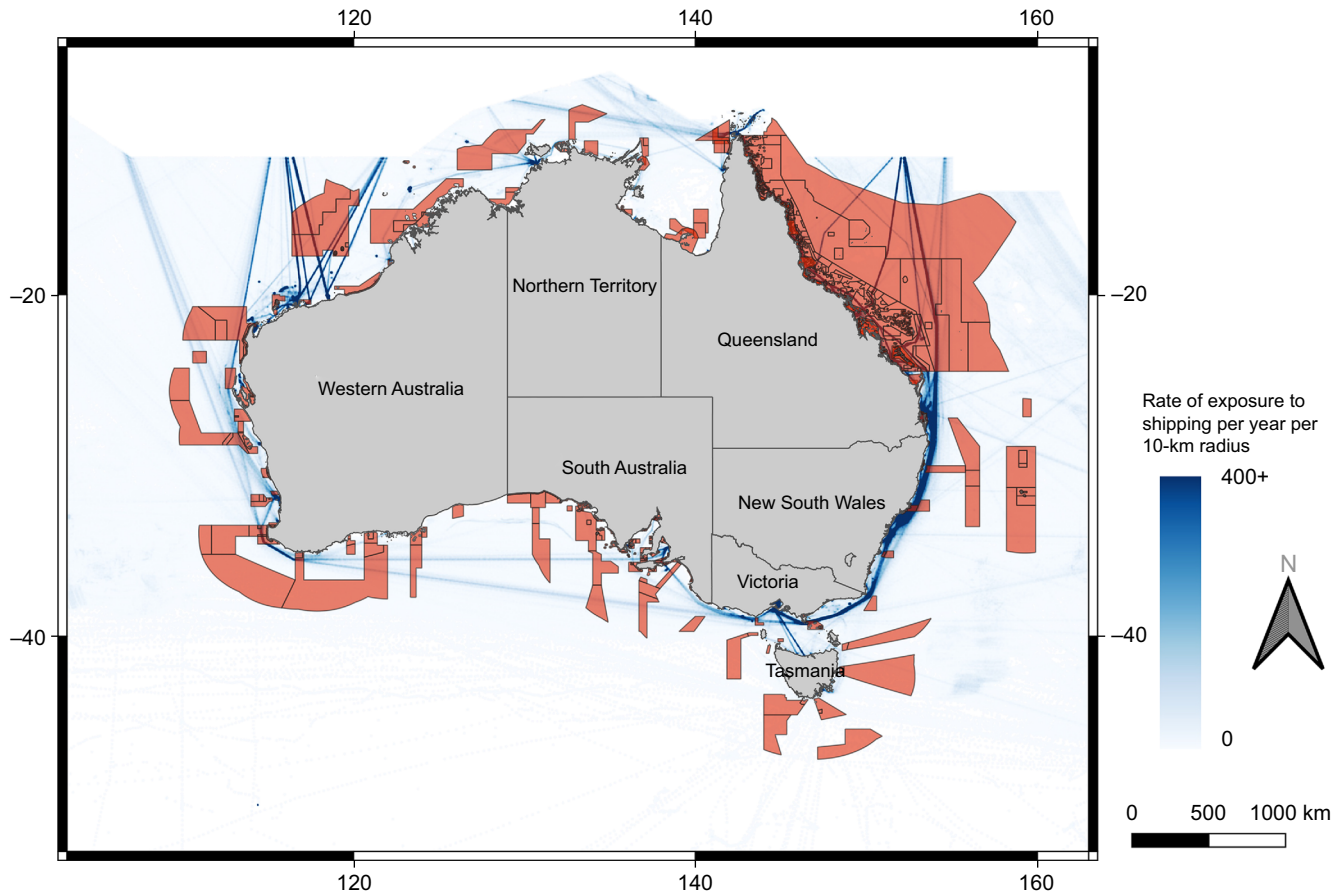 120
140
160
–20
–20
Northern Territory
Queensland
Western Australia
South Australia
New South Wales
Victoria
–40
–40
Tasmania
120
140
160
Rate of exposure to
shipping per year per
10-km radius
400+
0
N
0
500
1000 km